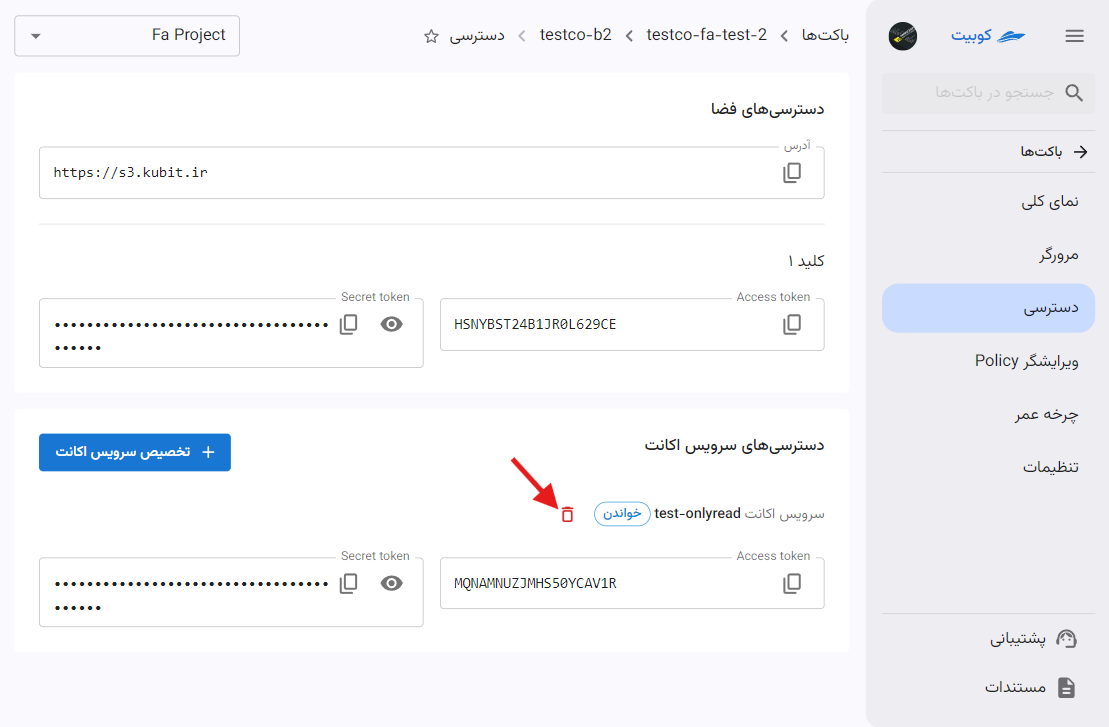 کوبیت
باکت‌ها
testco-fa-test-2
testco-b2
دسترسی
Fa Project
جستجو در باکت‌ها
باکت‌ها
نمای کلی
مرورگر
دسترسی
ویرایشگر Policy
چرخه عمر
تنظیمات
پشتیبانی
مستندات
دسترسی‌های فضا
آدرس
https://s3.kubit.ir
کلید ۱
Access token
HSNYBST24B1JR0L629CE
Secret token
دسترسی‌های سرویس اکانت
تخصیص سرویس اکانت
سرویس اکانت test-onlyread خواندن
Access token
MQNAMNUZJMHS50YCAV1R
Secret token